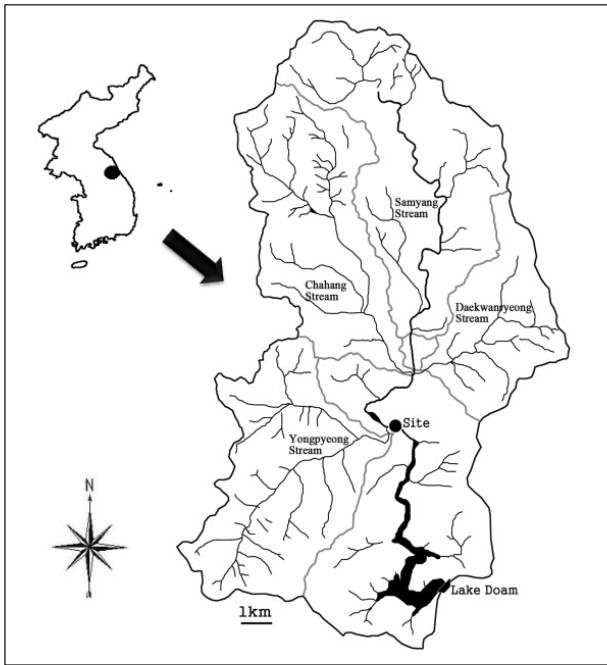 Samyang
Stream
Chahang
Stream
Daekwanryeong
Stream
Site
Yongpyeong
Stream
N
Lake Doam
1km